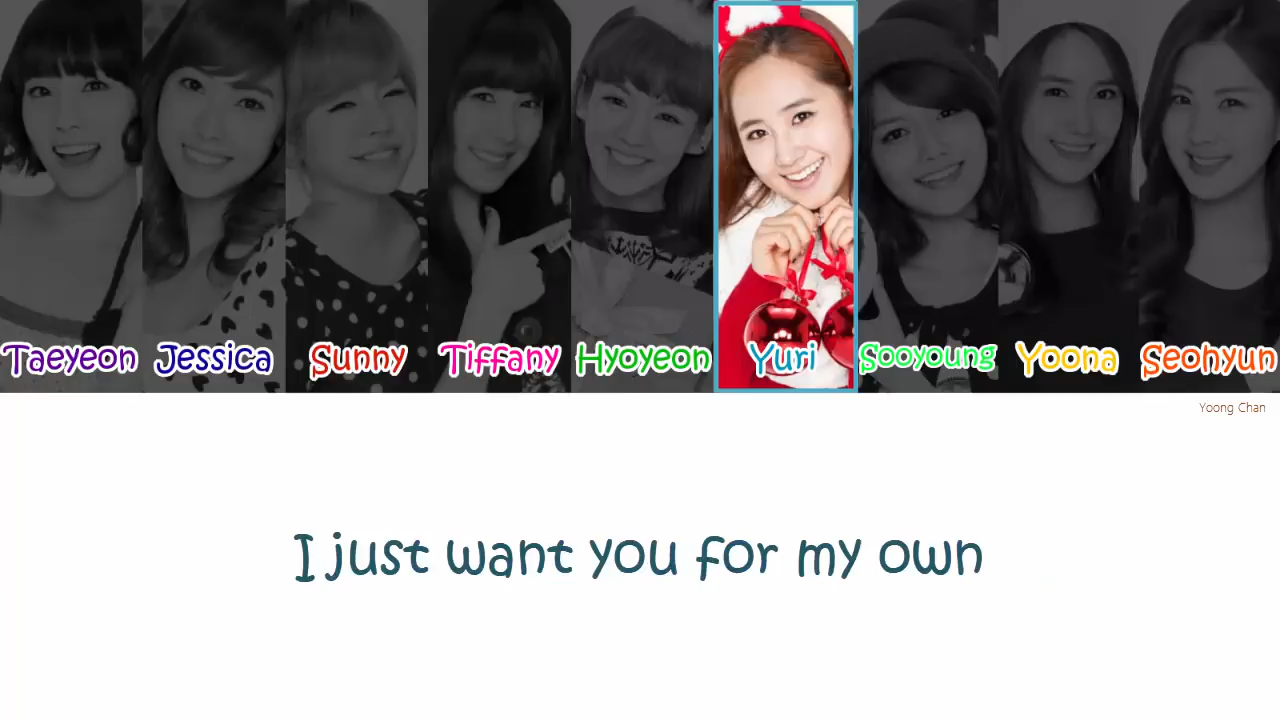 Taeyeon Jessica Sunny Tiffany Hyoyeon Yuri Sooyoung Yoona Seohyun
Yoong Chan
I just want you for my own